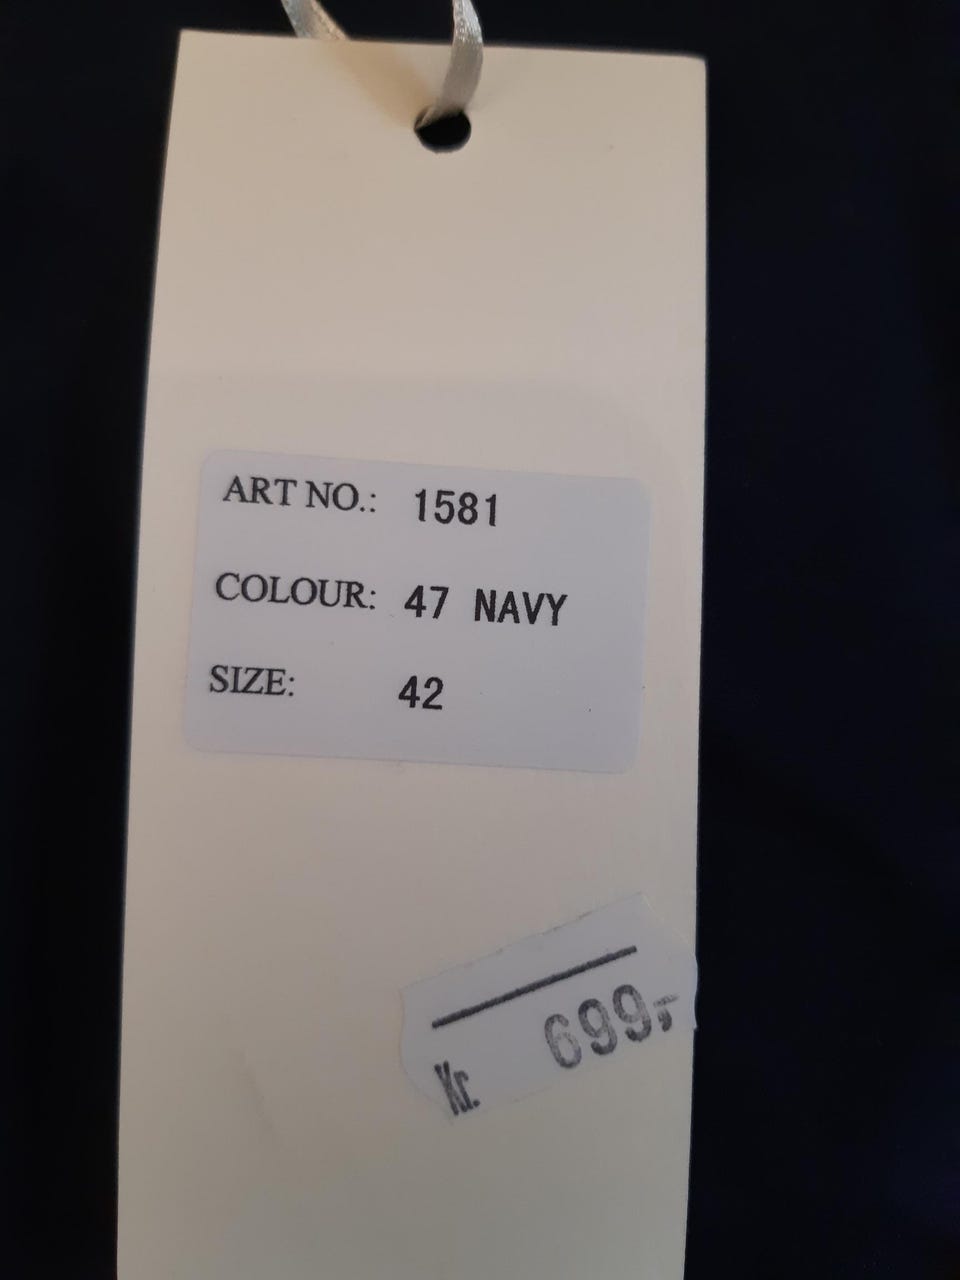 ART NO.: 1581
COLOUR: 47 NAVY
SIZE: 42
Kr. 699,-